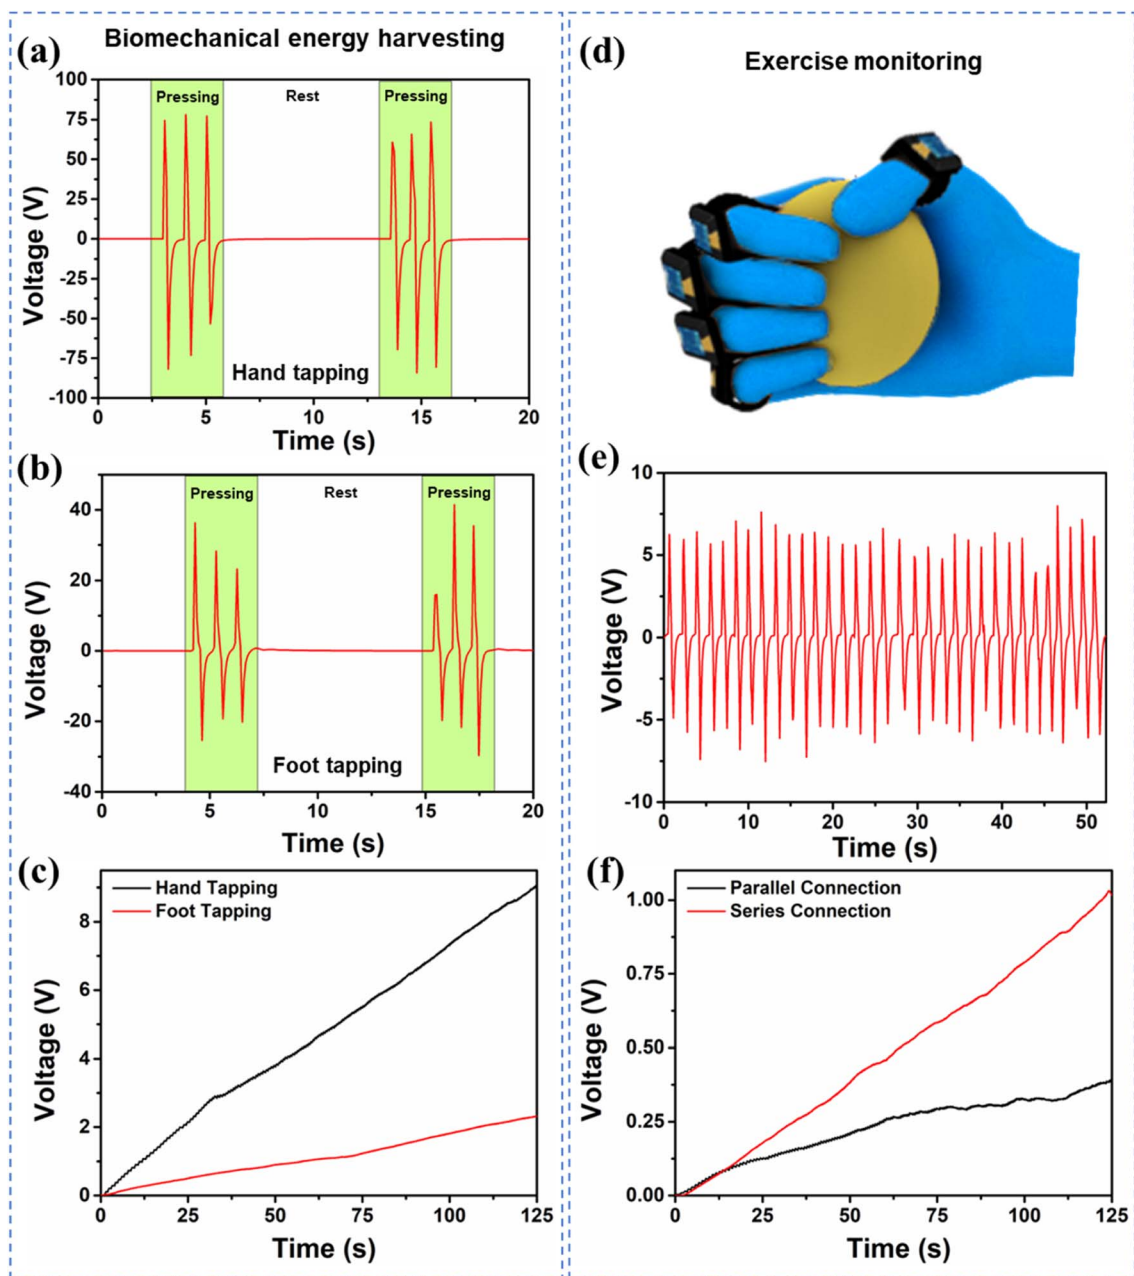 (a)
Biomechanical energy harvesting
100
75
50
25
0
-25
-50
-75
-100
Voltage (V)
Pressing
Rest
Pressing
Hand tapping
0
5
10
15
20
Time (s)
(b)
40
20
0
-20
-40
Voltage (V)
Pressing
Rest
Pressing
Foot tapping
0
5
10
15
20
Time (s)
(c)
8
6
4
2
0
Voltage (V)
Hand Tapping
Foot Tapping
0
25
50
75
100
125
Time (s)
(d)
Exercise monitoring
(e)
10
5
0
-5
-10
Voltage (V)
0
10
20
30
40
50
Time (s)
(f)
1.00
0.75
0.50
0.25
0.00
Voltage (V)
Parallel Connection
Series Connection
0
25
50
75
100
125
Time (s)